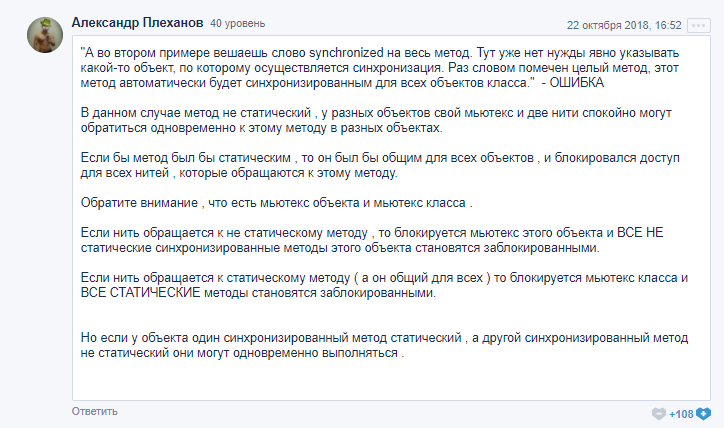 Александр Плеханов 40 уровень
22 октября 2018, 16:52
"А во втором примере вешаешь слово synchronized на весь метод. Тут уже нет нужды явно указывать
какой-то объект, по которому осуществляется синхронизация. Раз словом помечен целый метод, этот
метод автоматически будет синхронизированным для всех объектов класса." - ОШИБКА
В данном случае метод не статический , у разных объектов свой мьютекс и две нити спокойно могут
обратиться одновременно к этому методу в разных объектах.
Если бы метод был бы статическим , то он был бы общим для всех объектов , и блокировался доступ
для всех нитей , которые обращаются к этому методу.
Обратите внимание , что есть мьютекс объекта и мьютекс класса .
Если нить обращается к не статическому методу , то блокируется мьютекс этого объекта и ВСЕ НЕ
статические синхронизированные методы этого объекта становятся заблокированными.
Если нить обращается к статическому методу ( а он общий для всех ) то блокируется мьютекс класса и
ВСЕ СТАТИЧЕСКИЕ методы становятся заблокированными.
Но если у объекта один синхронизированный метод статический , а другой синхронизированный метод
не статический они могут одновременно выполняться .
Ответить
+108